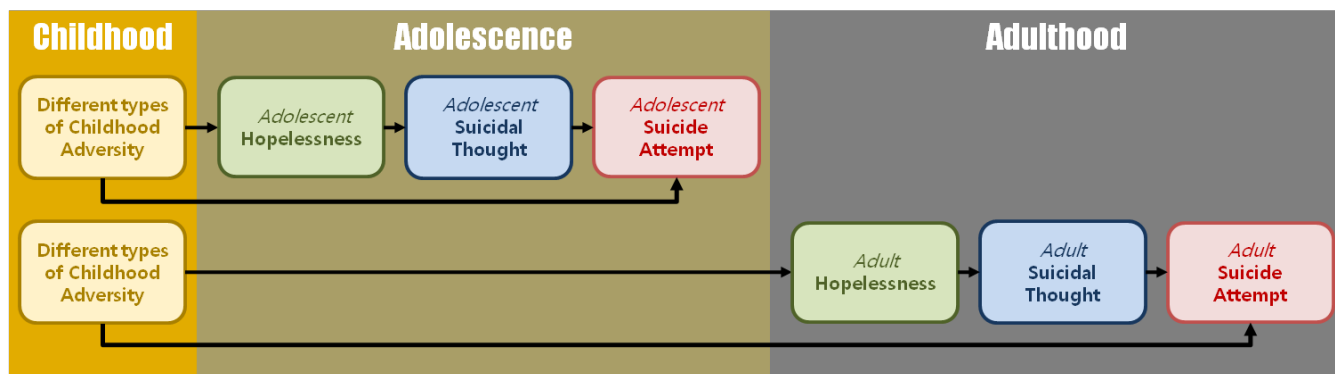 Childhood
Adolescence
Adulthood
Different types
of Childhood
Adversity
Adolescent
Hopelessness
Adolescent
Suicidal
Thought
Adolescent
Suicide
Attempt
Different types
of Childhood
Adversity
Adult
Hopelessness
Adult
Suicidal
Thought
Adult
Suicide
Attempt